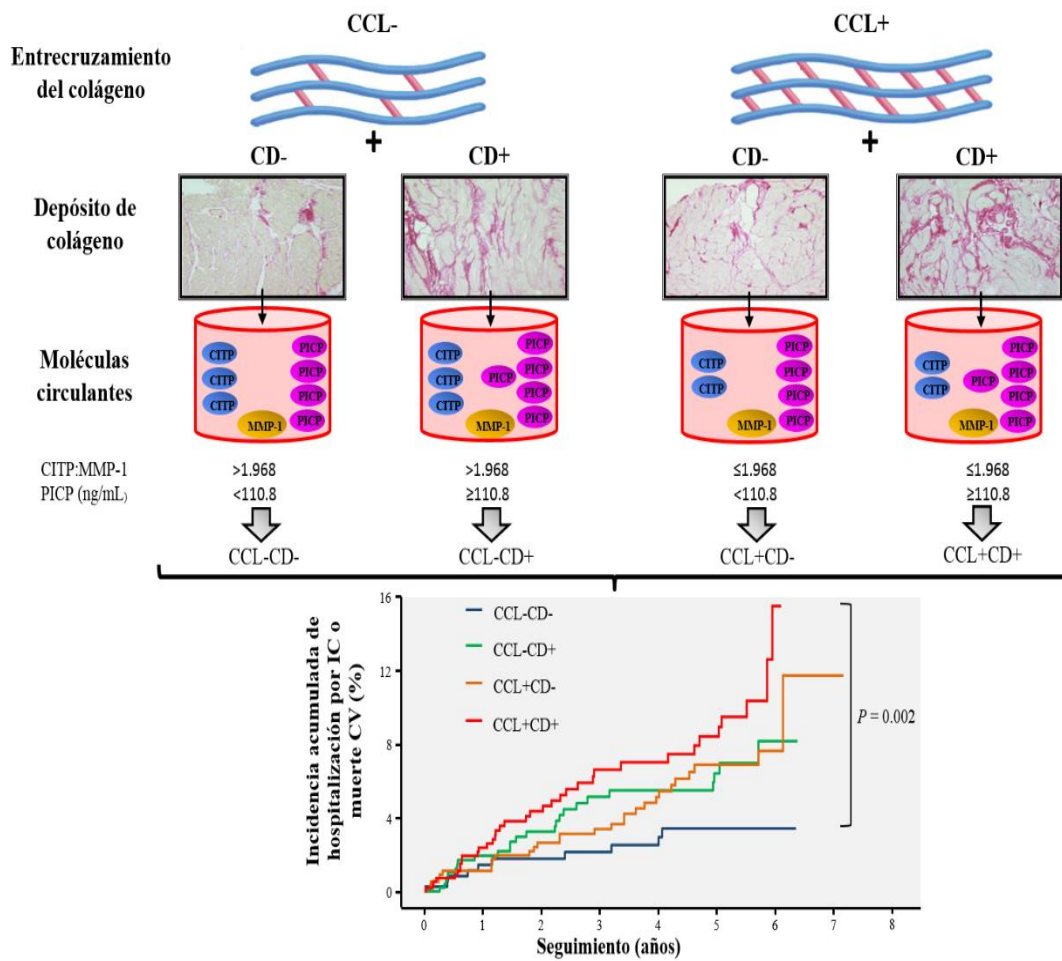 CCL-
CCL+
Entrecruzamiento
del colágeno
+
+
CD-
CD+
CD-
CD+
Depósito de
colágeno
Moléculas
circulantes
CITP
CITP
CITP
MMP-1
PICP
PICP
PICP
PICP
CITP
CITP
CITP
MMP-1
PICP
PICP
PICP
PICP
PICP
CITP
CITP
MMP-1
PICP
PICP
PICP
PICP
CITP
CITP
MMP-1
PICP
PICP
PICP
PICP
PICP
CITP:MMP-1 >1.968 >1.968 ≤1.968 ≤1.968
PICP (ng/mL) <110.8 ≥110.8 <110.8 ≥110.8
CCL-CD- CCL-CD+ CCL+CD- CCL+CD+
Incidencia acumulada de
hospitalización por IC o
muerte CV (%)
16
12
8
4
0
CCL-CD-
CCL-CD+
CCL+CD-
CCL+CD+
P = 0.002
0 1 2 3 4 5 6 7 8
Seguimiento (años)